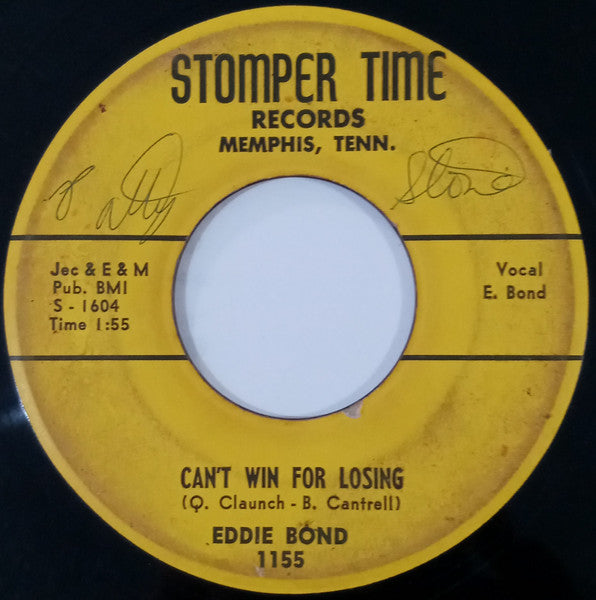 STOMPER TIME
RECORDS
MEMPHIS, TENN.
Jec & E & M
Pub. BMI
S - 1604
Time 1:55
Vocal
E. Bond
CAN'T WIN FOR LOSING
(Q. Claunch - B. Cantrell)
EDDIE BOND
1155